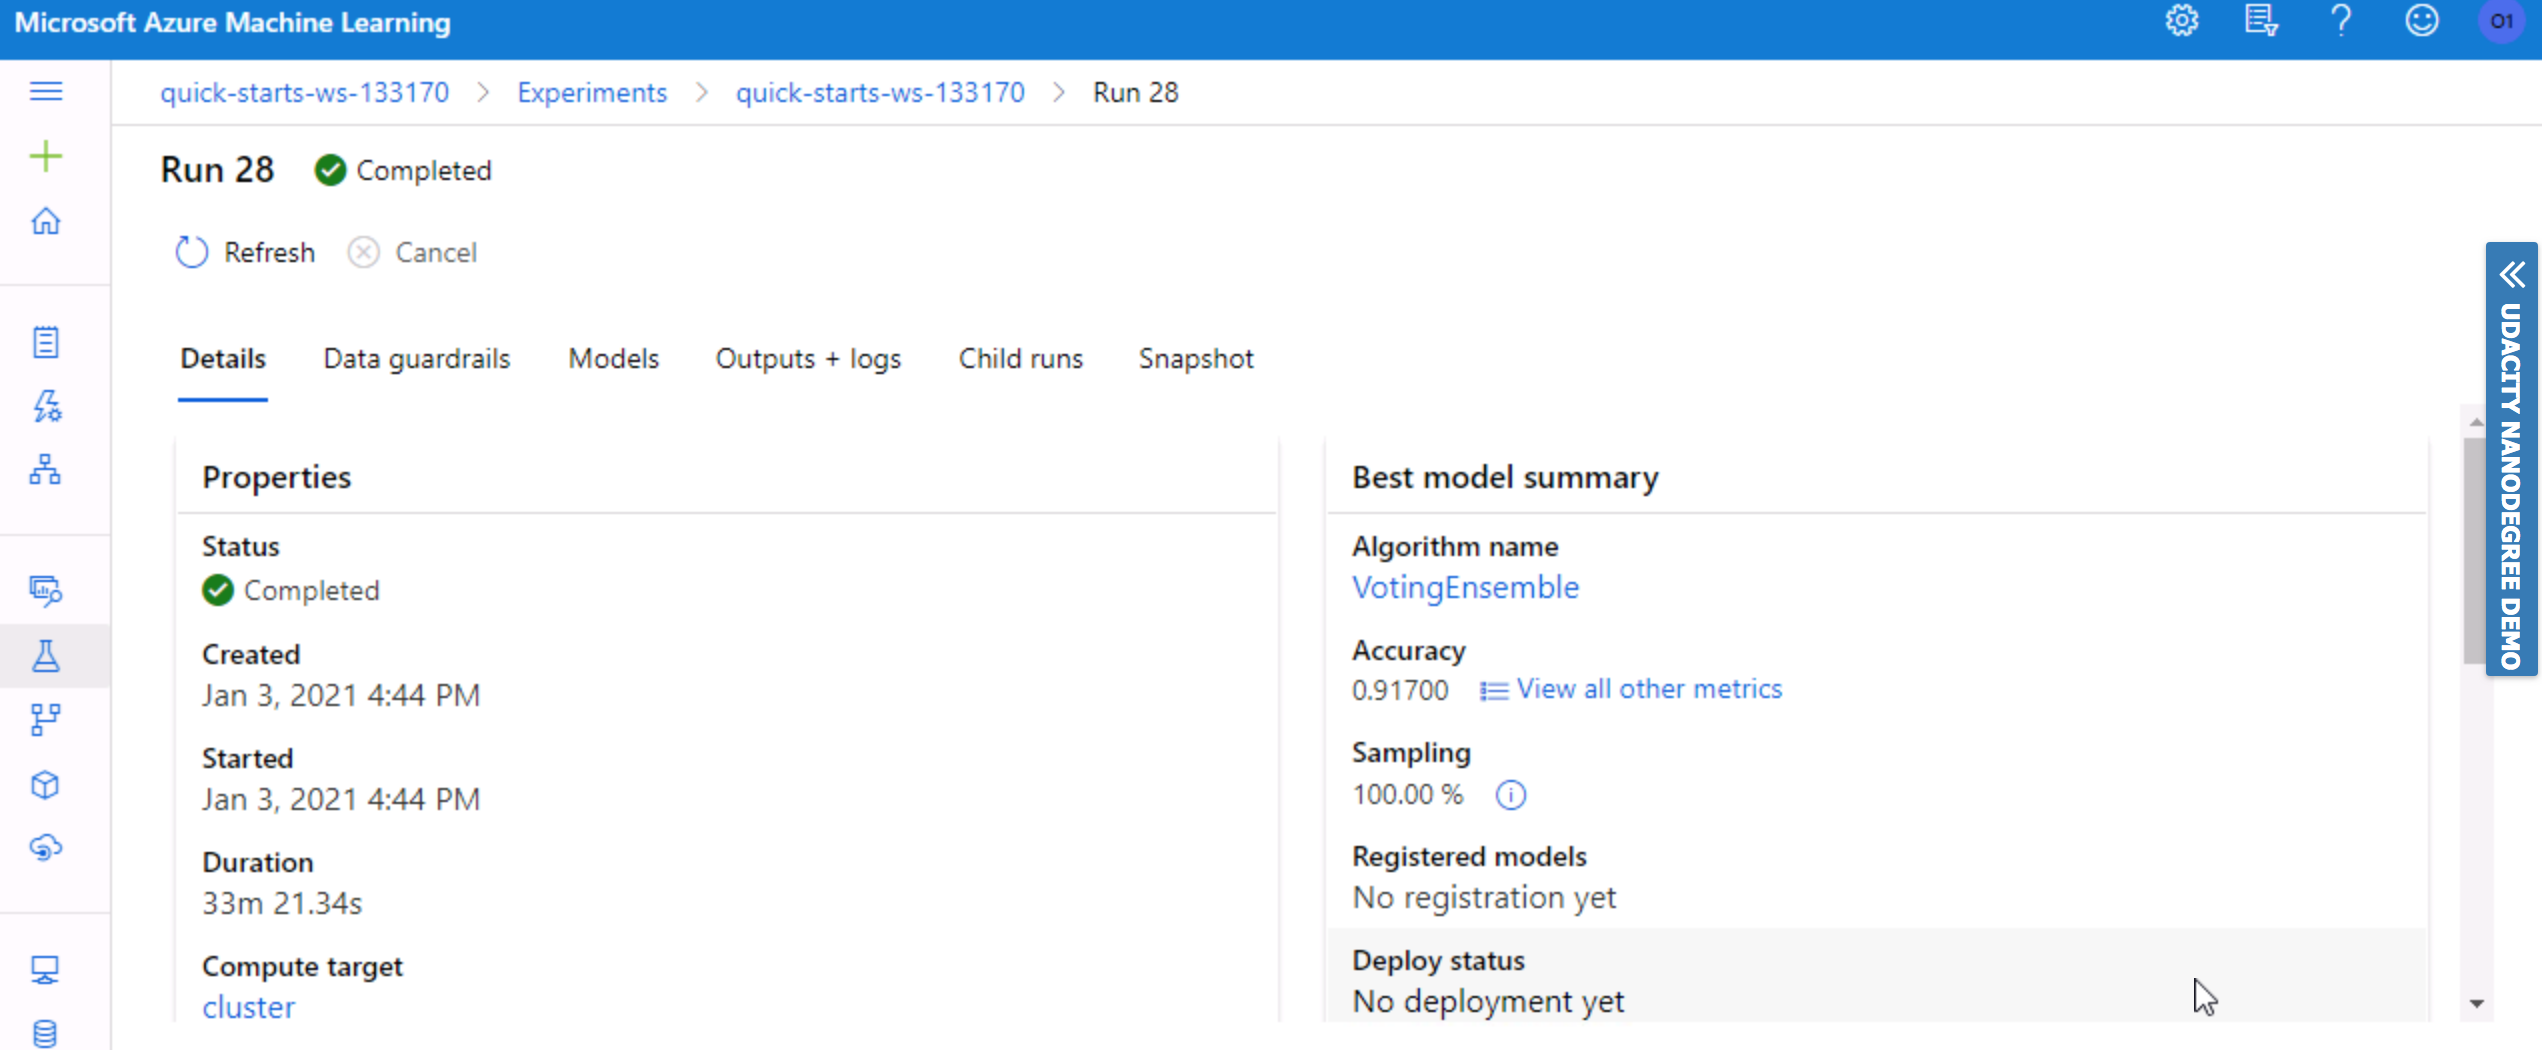 Microsoft Azure Machine Learning
01
quick-starts-ws-133170 > Experiments > quick-starts-ws-133170 > Run 28
Run 28 Completed
Refresh Cancel
Details Data guardrails Models Outputs + logs Child runs Snapshot
Properties
Status
Completed
Created
Jan 3, 2021 4:44 PM
Started
Jan 3, 2021 4:44 PM
Duration
33m 21.34s
Compute target
cluster
Best model summary
Algorithm name
VotingEnsemble
Accuracy
0.91700 View all other metrics
Sampling
100.00 %
Registered models
No registration yet
Deploy status
No deployment yet
UDACITY NANODEGREE DEMO